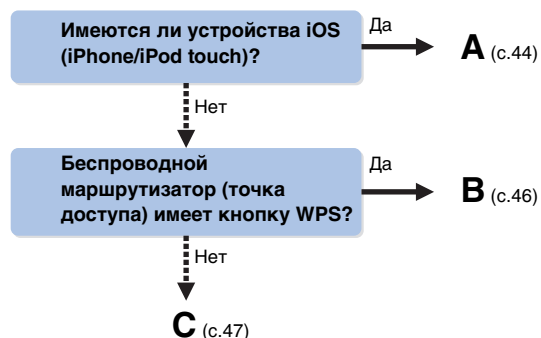 Имеются ли устройства iOS
(iPhone/iPod touch)?
Да
A (с.44)
Нет
Беспроводной
маршрутизатор (точка
доступа) имеет кнопку WPS?
Да
B (с.46)
Нет
C (с.47)